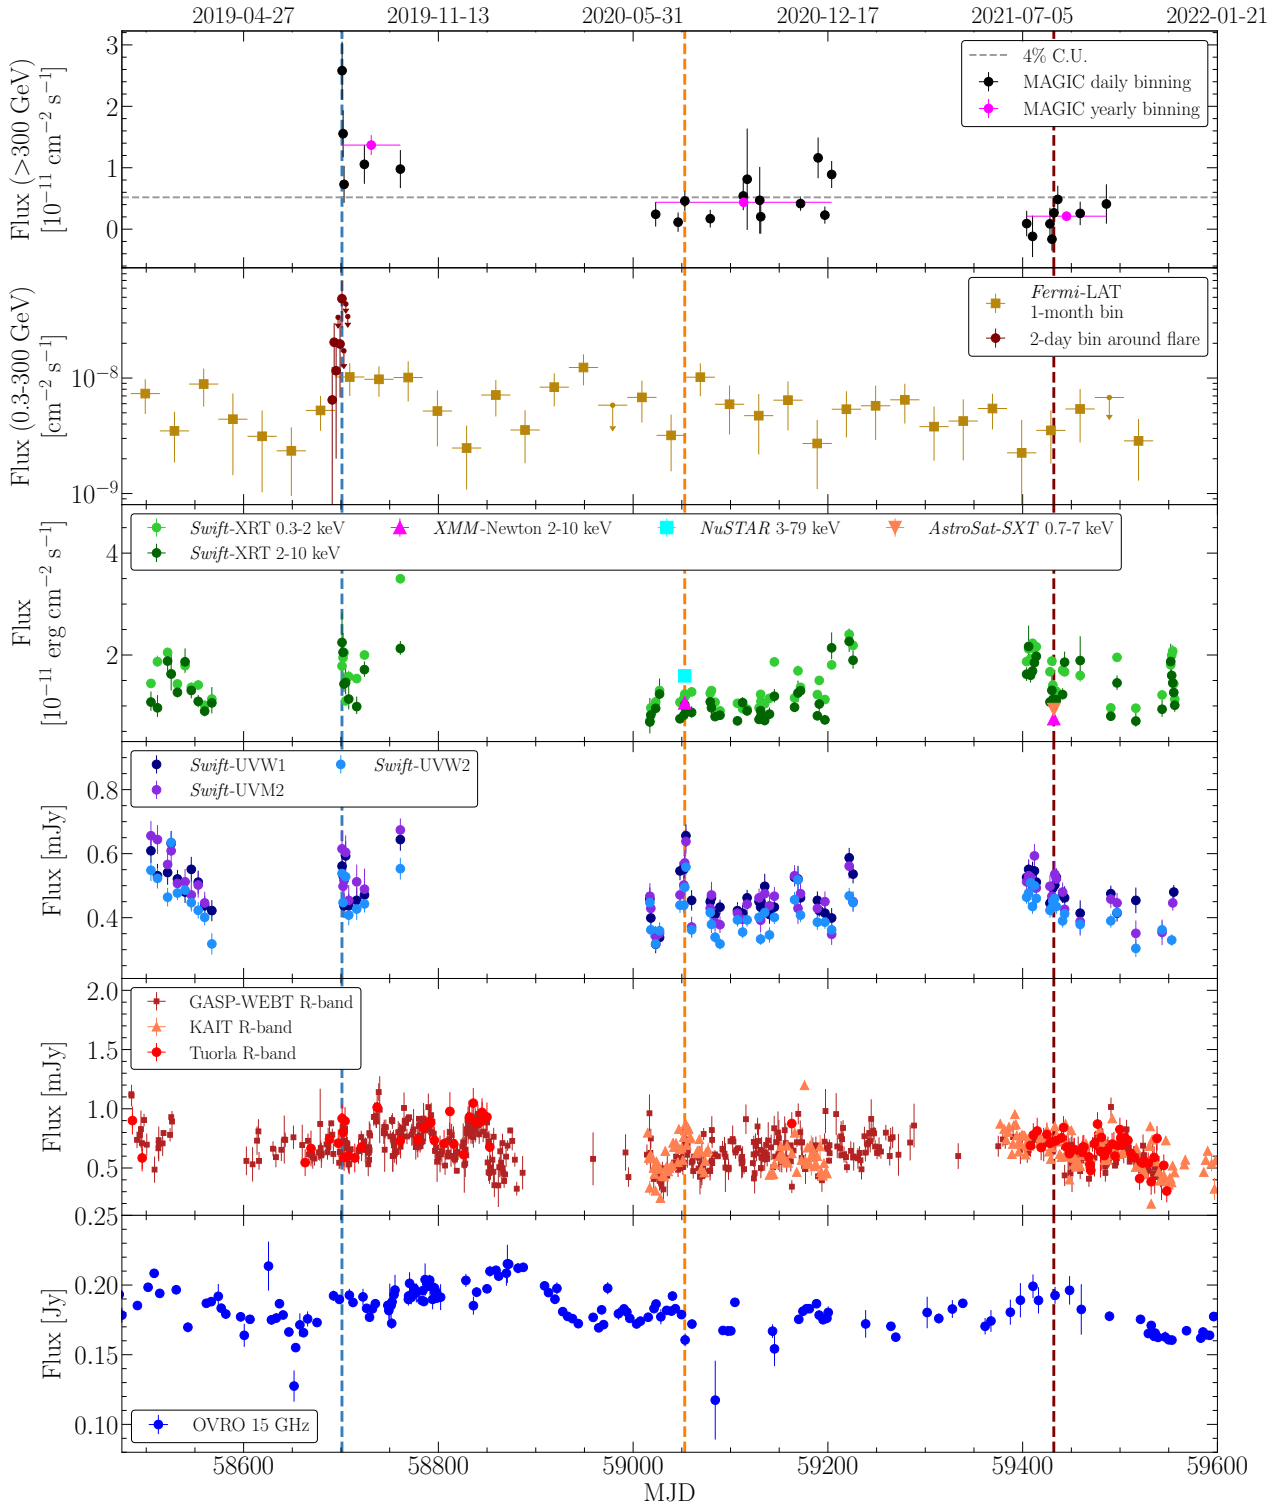 2019-04-27 2019-11-13 2020-05-31 2020-12-17 2021-07-05 2022-01-21
Flux (>300 GeV)
[10⁻¹¹ cm⁻² s⁻¹]
3
2
1
0
4% C.U.
MAGIC daily binning
MAGIC yearly binning
Flux (0.3-300 GeV)
[cm⁻² s⁻¹]
10⁻⁸
10⁻⁹
Fermi-LAT
1-month bin
2-day bin around flare
Flux
[10⁻¹¹ erg cm⁻² s⁻¹]
4
2
Swift-XRT 0.3-2 keV
Swift-XRT 2-10 keV
XMM-Newton 2-10 keV
NuSTAR 3-79 keV
AstroSat-SXT 0.7-7 keV
Flux [mJy]
0.8
0.6
0.4
Swift-UVW1
Swift-UVM2
Swift-UVW2
Flux [mJy]
2.0
1.5
1.0
0.5
GASP-WEBT R-band
KAIT R-band
Tuorla R-band
Flux [Jy]
0.25
0.20
0.15
0.10
OVRO 15 GHz
58600 58800 59000 59200 59400 59600
MJD